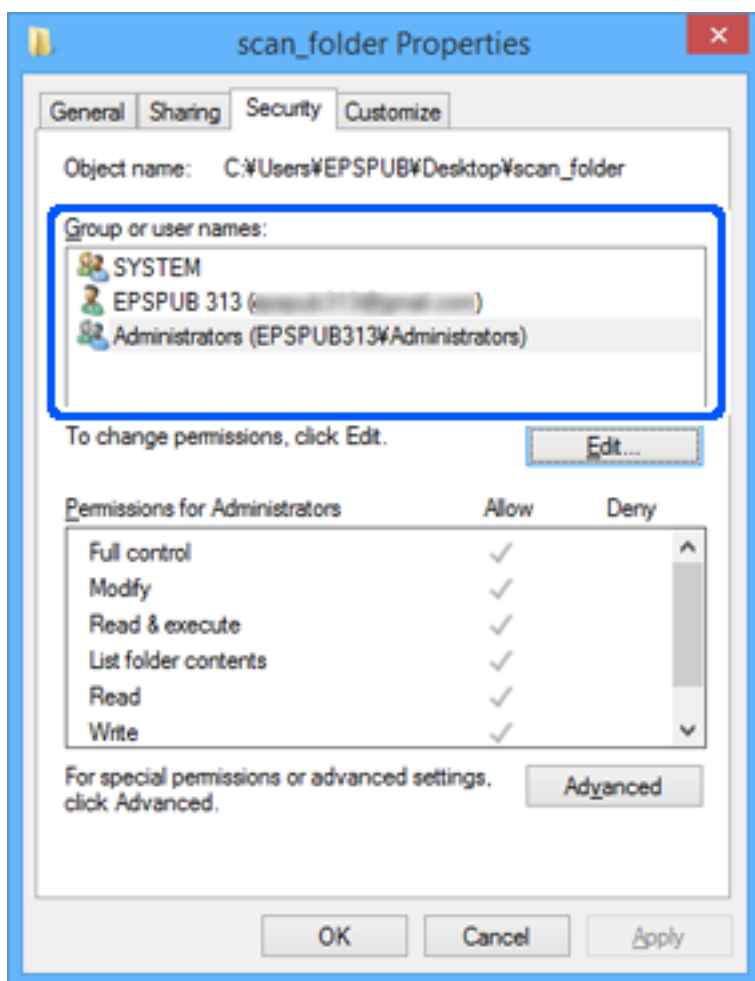 scan_folder Properties
General Sharing Security Customize
Object name: C:¥Users¥EPSPUB¥Desktop¥scan_folder
Group or user names:
SYSTEM
EPSPUB 313 ( )
Administrators (EPSPUB313¥Administrators)
To change permissions, click Edit.
Edit...
Permissions for Administrators Allow Deny
Full control
Modify
Read & execute
List folder contents
Read
Write
For special permissions or advanced settings,
click Advanced.
Advanced
OK Cancel Apply